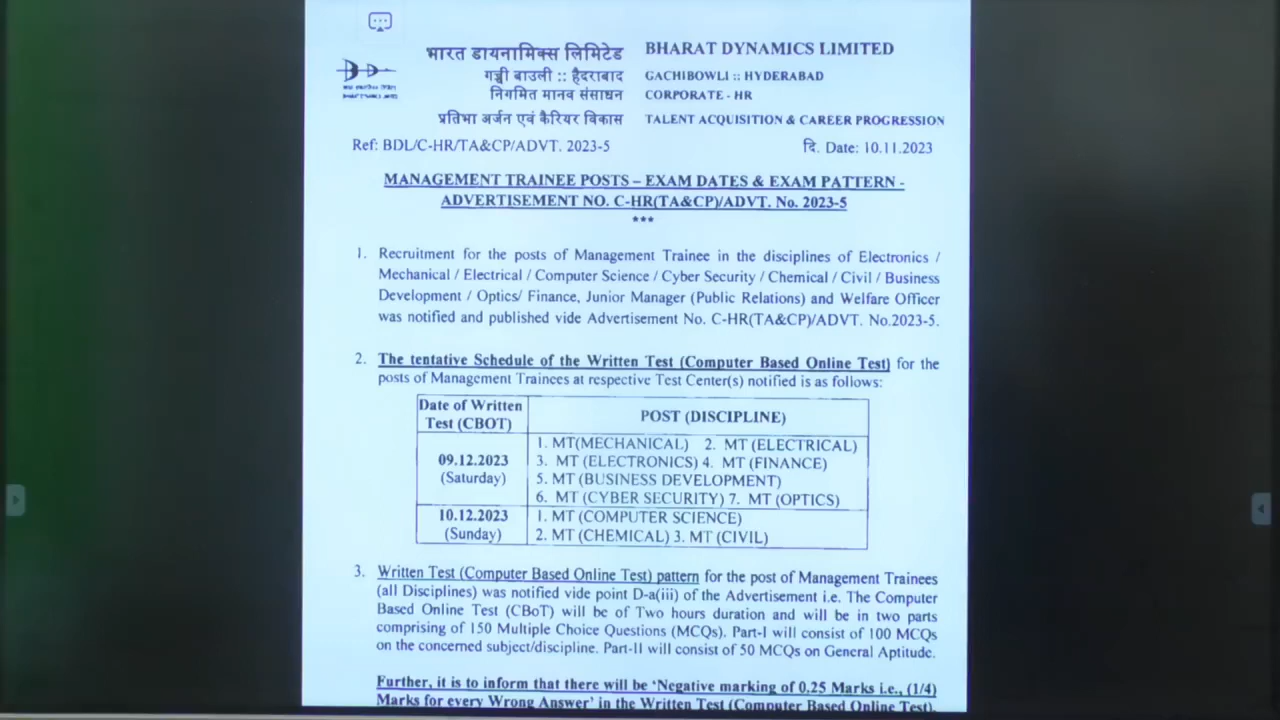 भारत डायनामिक्स लिमिटेड BHARAT DYNAMICS LIMITED
गच्ची बाउली :: हैदराबाद GACHIBOWLI :: HYDERABAD
निगमित मानव संसाधन CORPORATE - HR
प्रतिभा अर्जन एवं कैरियर विकास TALENT ACQUISITION & CAREER PROGRESSION
Ref: BDL/C-HR/TA&CP/ADVT. 2023-5 दि. Date: 10.11.2023
MANAGEMENT TRAINEE POSTS – EXAM DATES & EXAM PATTERN -
ADVERTISEMENT NO. C-HR(TA&CP)/ADVT. No. 2023-5
***
1. Recruitment for the posts of Management Trainee in the disciplines of Electronics /
Mechanical / Electrical / Computer Science / Cyber Security / Chemical / Civil / Business
Development / Optics/ Finance, Junior Manager (Public Relations) and Welfare Officer
was notified and published vide Advertisement No. C-HR(TA&CP)/ADVT. No.2023-5.
2. The tentative Schedule of the Written Test (Computer Based Online Test) for the
posts of Management Trainees at respective Test Center(s) notified is as follows:
Date of Written
Test (CBOT)
POST (DISCIPLINE)
09.12.2023
(Saturday)
1. MT(MECHANICAL) 2. MT (ELECTRICAL)
3. MT (ELECTRONICS) 4. MT (FINANCE)
5. MT (BUSINESS DEVELOPMENT)
6. MT (CYBER SECURITY) 7. MT (OPTICS)
10.12.2023
(Sunday)
1. MT (COMPUTER SCIENCE)
2. MT (CHEMICAL) 3. MT (CIVIL)
3. Written Test (Computer Based Online Test) pattern for the post of Management Trainees
(all Disciplines) was notified vide point D-a(iii) of the Advertisement i.e. The Computer
Based Online Test (CBoT) will be of Two hours duration and will be in two parts
comprising of 150 Multiple Choice Questions (MCQs). Part-I will consist of 100 MCQs
on the concerned subject/discipline. Part-II will consist of 50 MCQs on General Aptitude.
Further, it is to inform that there will be 'Negative marking of 0.25 Marks i.e., (1/4)
Marks for every Wrong Answer' in the Written Test (Computer Based Online Test).